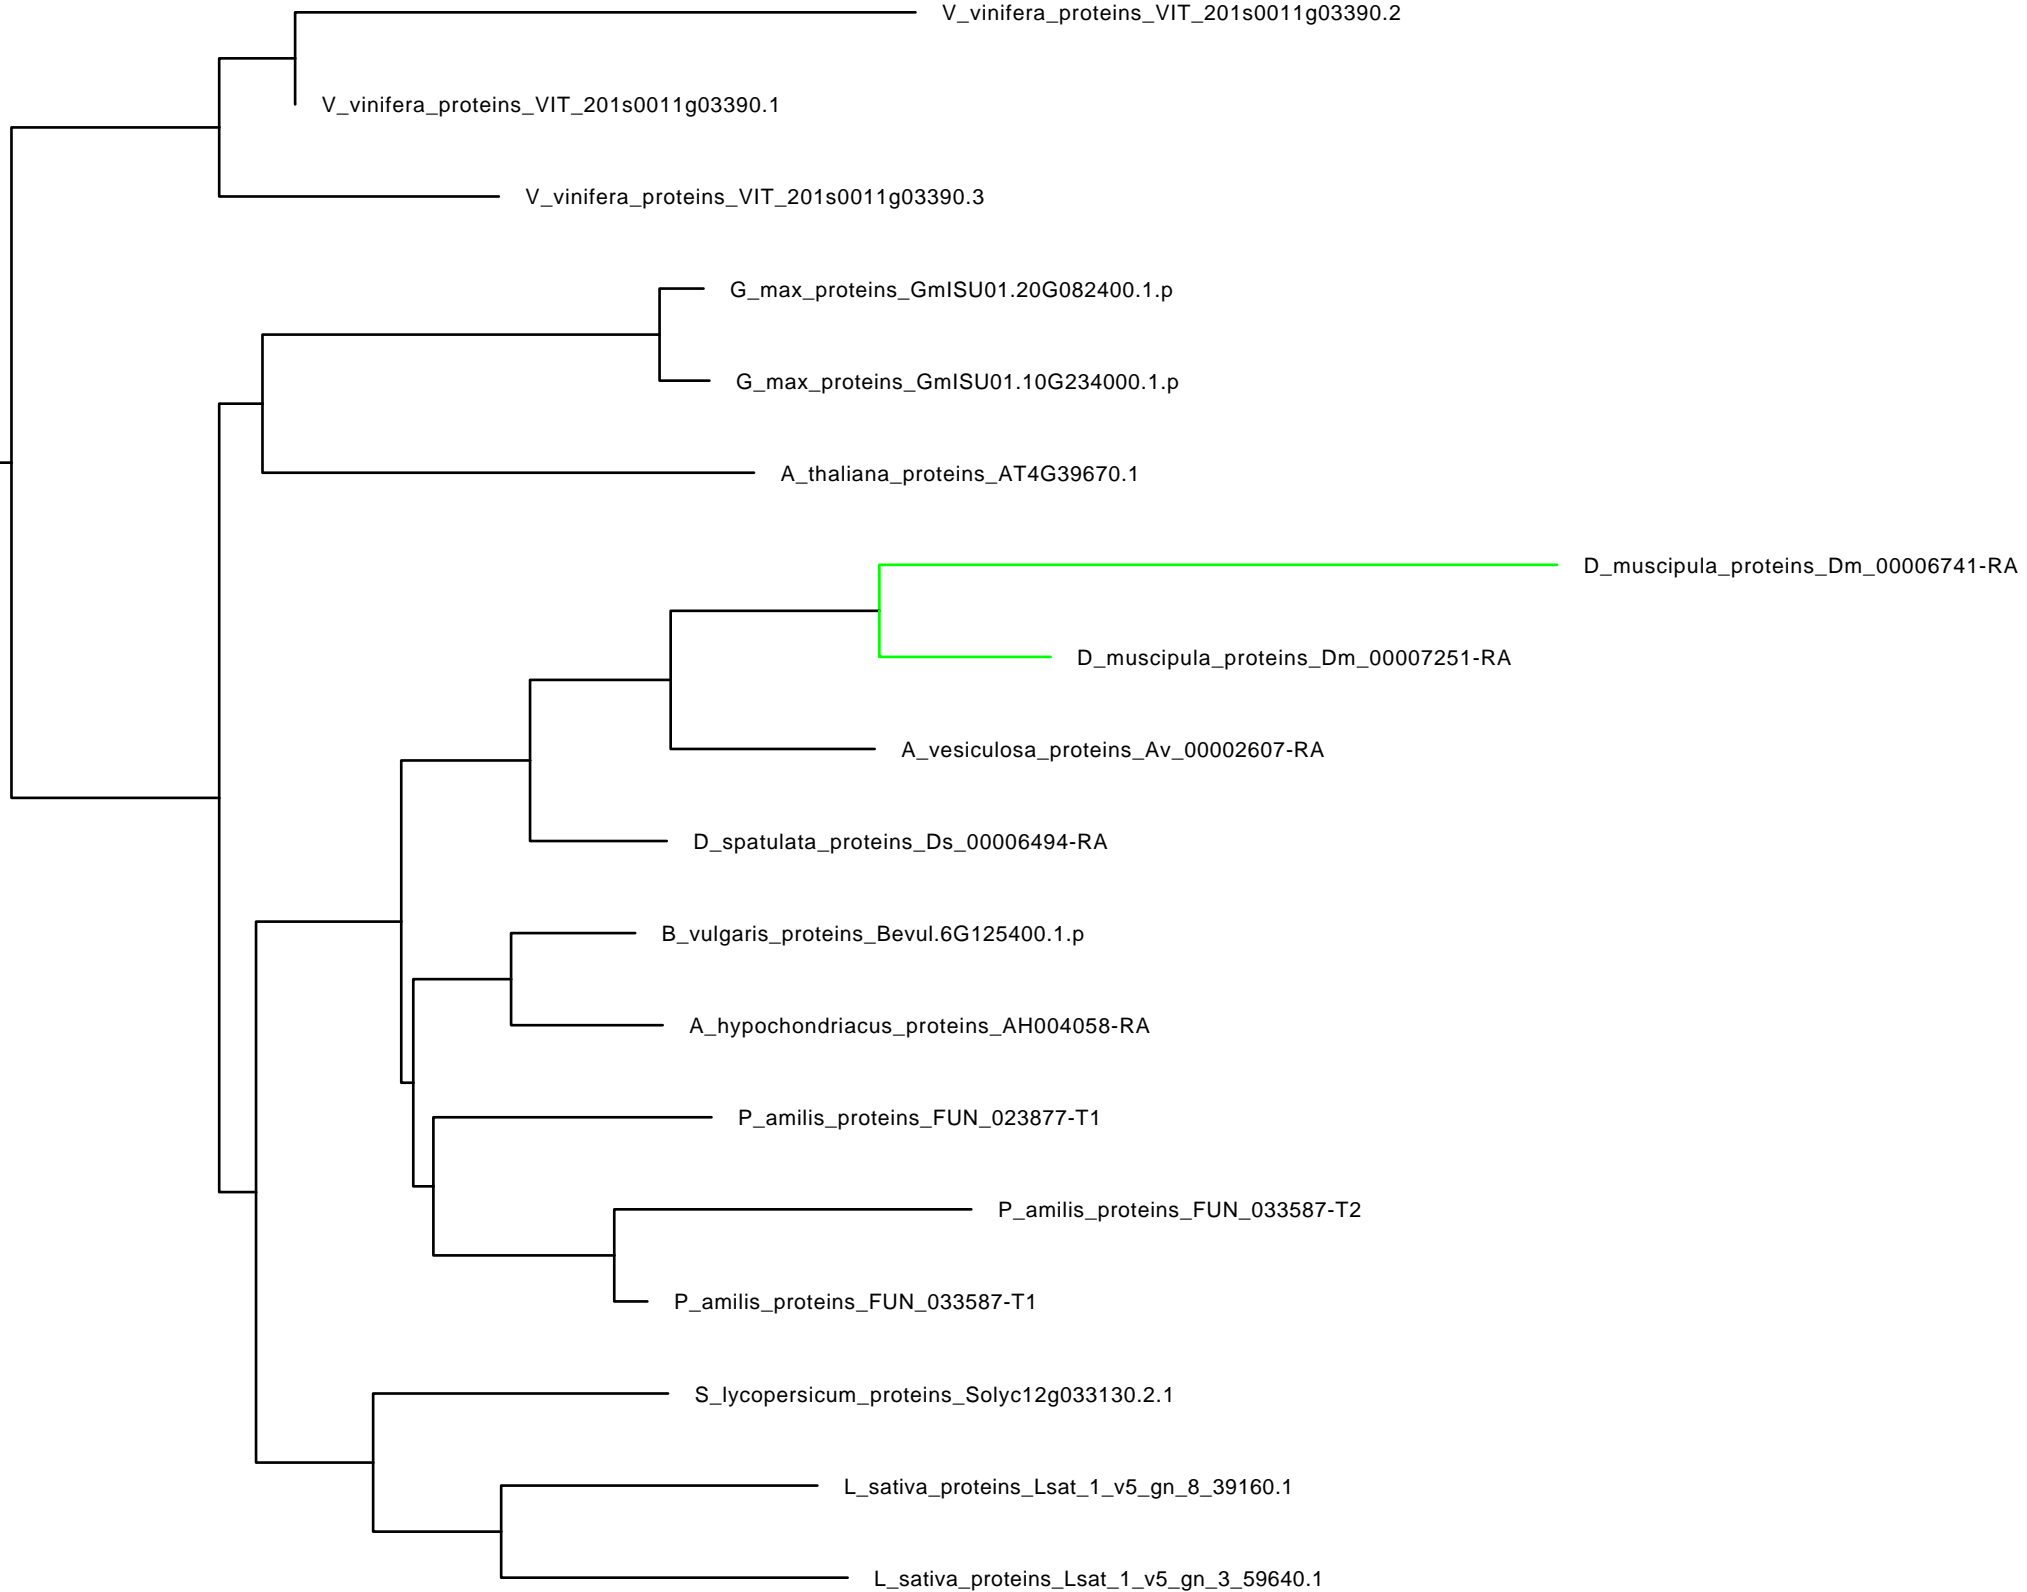 V_vinifera_proteins_VIT_201s0011g03390.2
V_vinifera_proteins_VIT_201s0011g03390.1
V_vinifera_proteins_VIT_201s0011g03390.3
G_max_proteins_GmISU01.20G082400.1.p
G_max_proteins_GmISU01.10G234000.1.p
A_thaliana_proteins_AT4G39670.1
D_muscipula_proteins_Dm_00006741-RA
D_muscipula_proteins_Dm_00007251-RA
A_vesiculosa_proteins_Av_00002607-RA
D_spatulata_proteins_Ds_00006494-RA
B_vulgaris_proteins_Bevul.6G125400.1.p
A_hypochondriacus_proteins_AH004058-RA
P_amilis_proteins_FUN_023877-T1
P_amilis_proteins_FUN_033587-T2
P_amilis_proteins_FUN_033587-T1
S_lycopersicum_proteins_Solyc12g033130.2.1
L_sativa_proteins_Lsat_1_v5_gn_8_39160.1
L_sativa_proteins_Lsat_1_v5_gn_3_59640.1